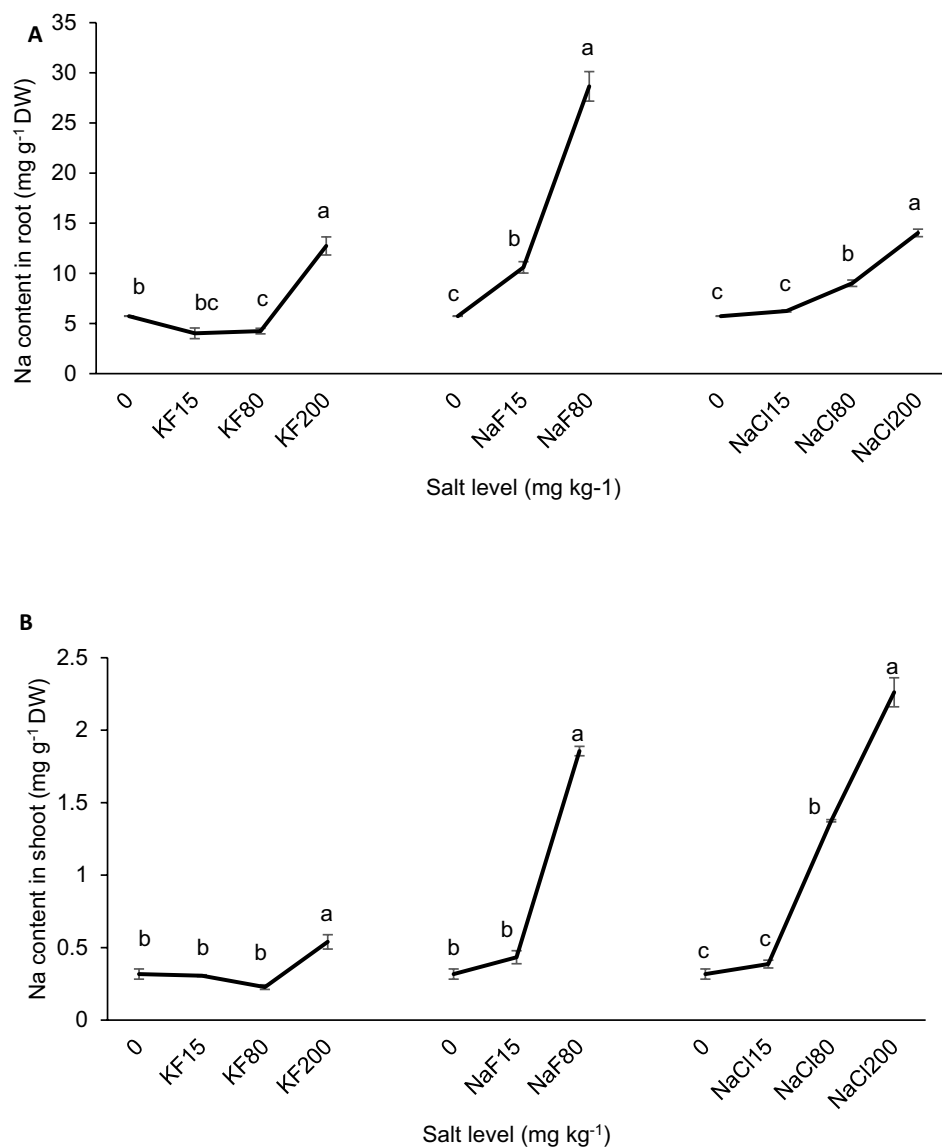 A
Na content in root (mg g⁻¹ DW)
35
30
25
20
15
10
5
0
b
bc
c
a
c
b
a
c
c
b
a
0
KF15
KF80
KF200
0
NaF15
NaF80
0
NaCl15
NaCl80
NaCl200
Salt level (mg kg-1)
B
Na content in shoot (mg g⁻¹ DW)
2.5
2
1.5
1
0.5
0
b
b
b
a
b
b
a
c
c
b
a
0
KF15
KF80
KF200
0
NaF15
NaF80
0
NaCl15
NaCl80
NaCl200
Salt level (mg kg⁻¹)